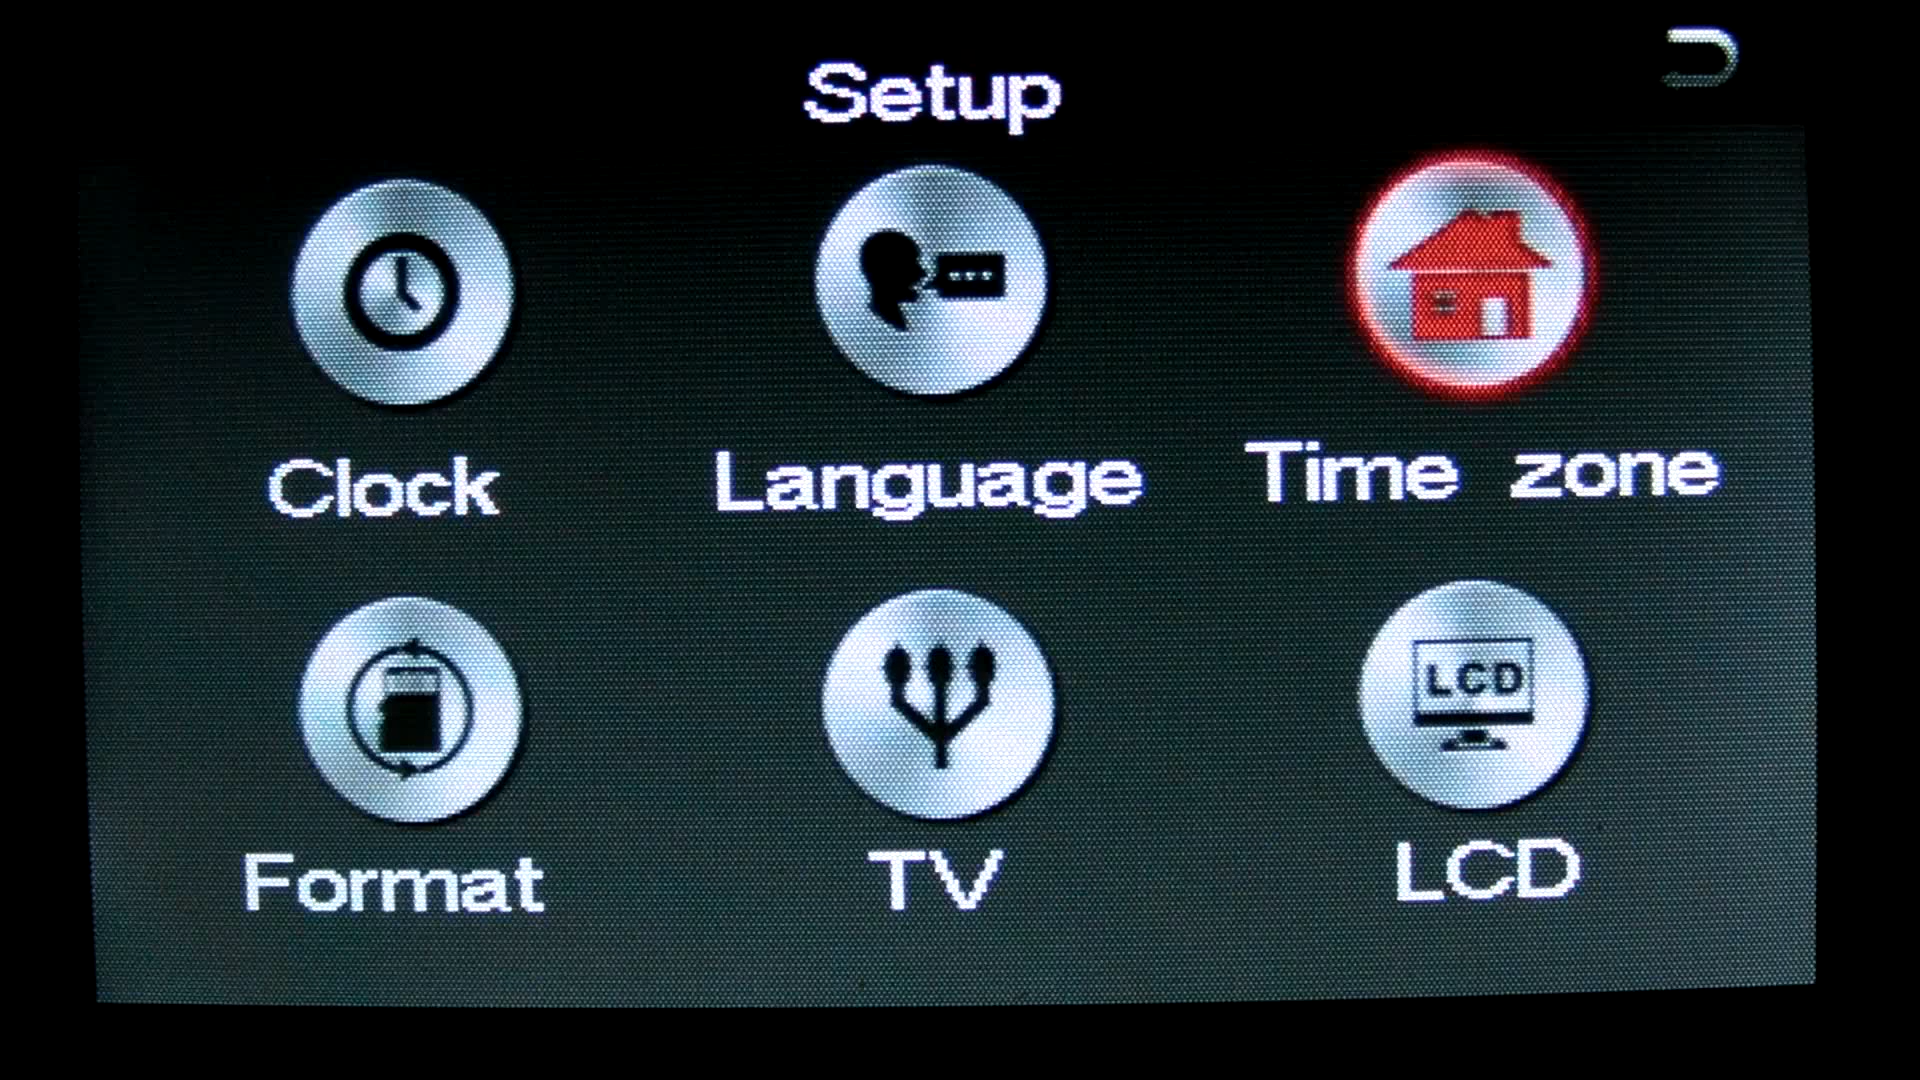 Setup
Clock
Language
Time zone
LCD
Format
TV
LCD